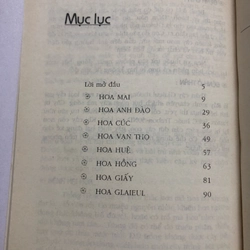 Mục lục
Lời mở đầu 5
HOA MAI 9
HOA ANH ĐÀO 29
HOA CÚC 36
HOA VẠN THỌ 49
HOA HUỆ 57
HOA HỒNG 63
HOA GIẤY 81
HOA GLAIEUL 90